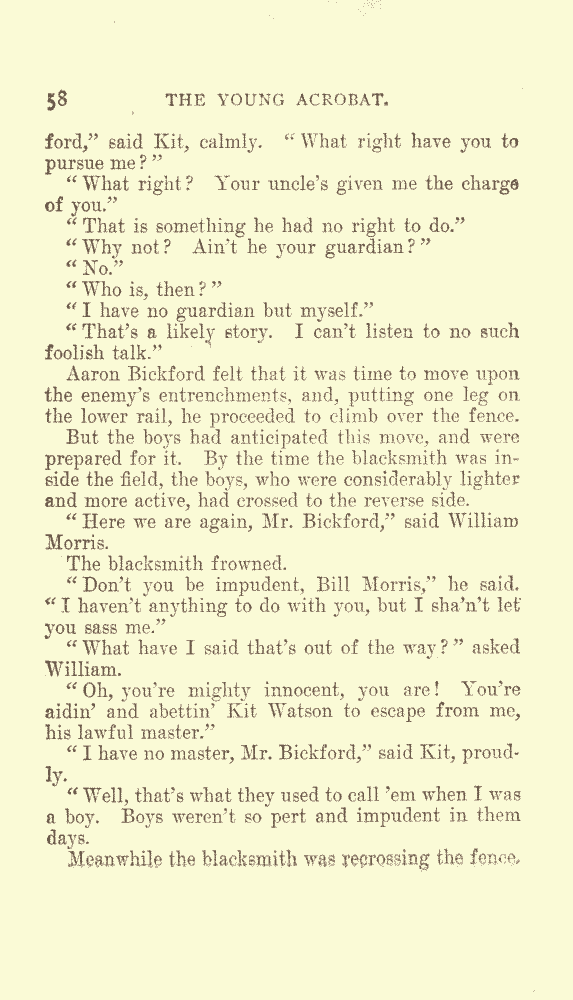 58 THE YOUNG ACROBAT.
ford,” said Kit, calmly. “What right have you to
pursue me?”
“What right? Your uncle’s given me the charge
of you.”
“That is something he had no right to do.”
“Why not? Ain’t he your guardian?”
“No.”
“Who is, then?”
“I have no guardian but myself.”
“That’s a likely story. I can’t listen to no such
foolish talk.”
Aaron Bickford felt that it was time to move upon
the enemy’s entrenchments, and, putting one leg on
the lower rail, he proceeded to climb over the fence.
But the boys had anticipated this move, and were
prepared for it. By the time the blacksmith was in-
side the field, the boys, who were considerably lighter
and more active, had crossed to the reverse side.
“Here we are again, Mr. Bickford,” said William
Morris.
The blacksmith frowned.
“Don’t you be impudent, Bill Morris,” he said.
“I haven’t anything to do with you, but I sha’n’t let
you sass me.”
“What have I said that’s out of the way?” asked
William.
“Oh, you’re mighty innocent, you are! You’re
aidin’ and abettin’ Kit Watson to escape from me,
his lawful master.”
“I have no master, Mr. Bickford,” said Kit, proud-
ly.
“Well, that’s what they used to call ’em when I was
a boy. Boys weren’t so pert and impudent in them
days.
Meanwhile the blacksmith was recrossing the fence,